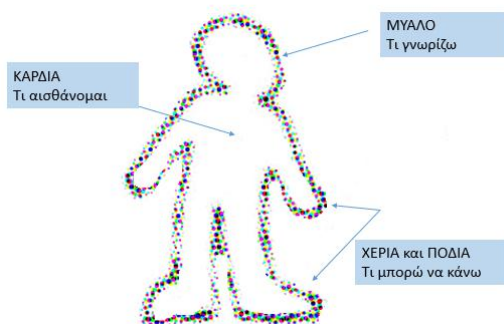 ΜΥΑΛΟ
Τι γνωρίζω
ΚΑΡΔΙΑ
Τι αισθάνομαι
ΧΕΡΙΑ και ΠΟΔΙΑ
Τι μπορώ να κάνω